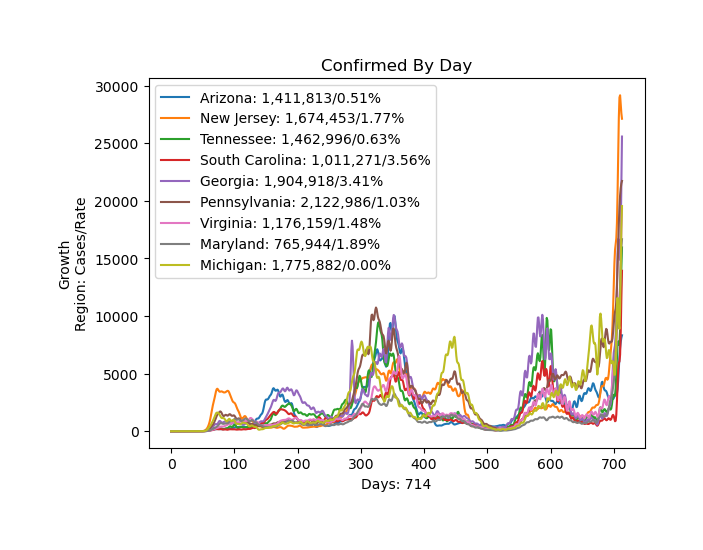 Confirmed By Day
30000
25000
20000
15000
10000
5000
0
Growth
Region: Cases/Rate
Arizona: 1,411,813/0.51%
New Jersey: 1,674,453/1.77%
Tennessee: 1,462,996/0.63%
South Carolina: 1,011,271/3.56%
Georgia: 1,904,918/3.41%
Pennsylvania: 2,122,986/1.03%
Virginia: 1,176,159/1.48%
Maryland: 765,944/1.89%
Michigan: 1,775,882/0.00%
0 100 200 300 400 500 600 700
Days: 714